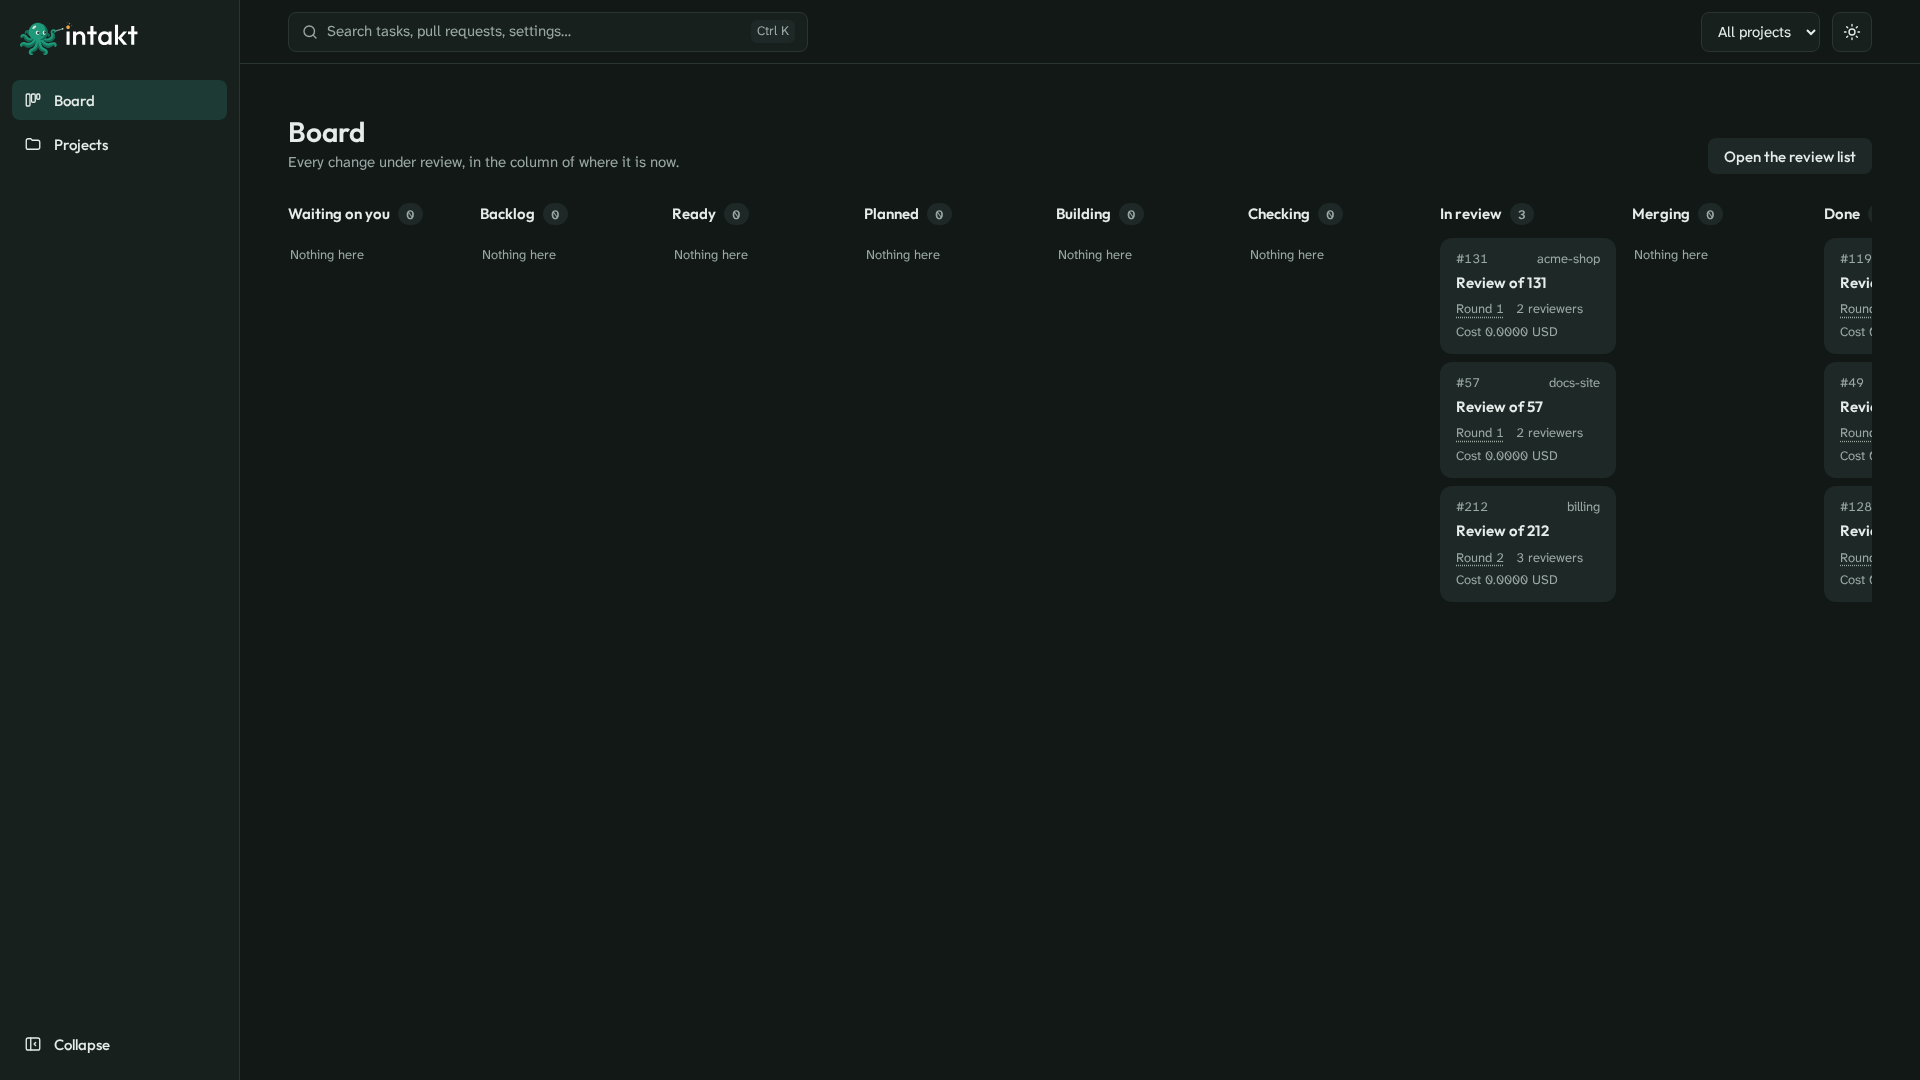 intakt
Search tasks, pull requests, settings...
Ctrl K
All projects
Board
Projects
Board
Every change under review, in the column of where it is now.
Open the review list
Waiting on you 0
Nothing here
Backlog 0
Nothing here
Ready 0
Nothing here
Planned 0
Nothing here
Building 0
Nothing here
Checking 0
Nothing here
In review 3
#131 acme-shop
Review of 131
Round 1 2 reviewers
Cost 0.0000 USD
#57 docs-site
Review of 57
Round 1 2 reviewers
Cost 0.0000 USD
#212 billing
Review of 212
Round 2 3 reviewers
Cost 0.0000 USD
Merging 0
Nothing here
Done
#119
Cost
#49
Cost
#128
Cost
Collapse